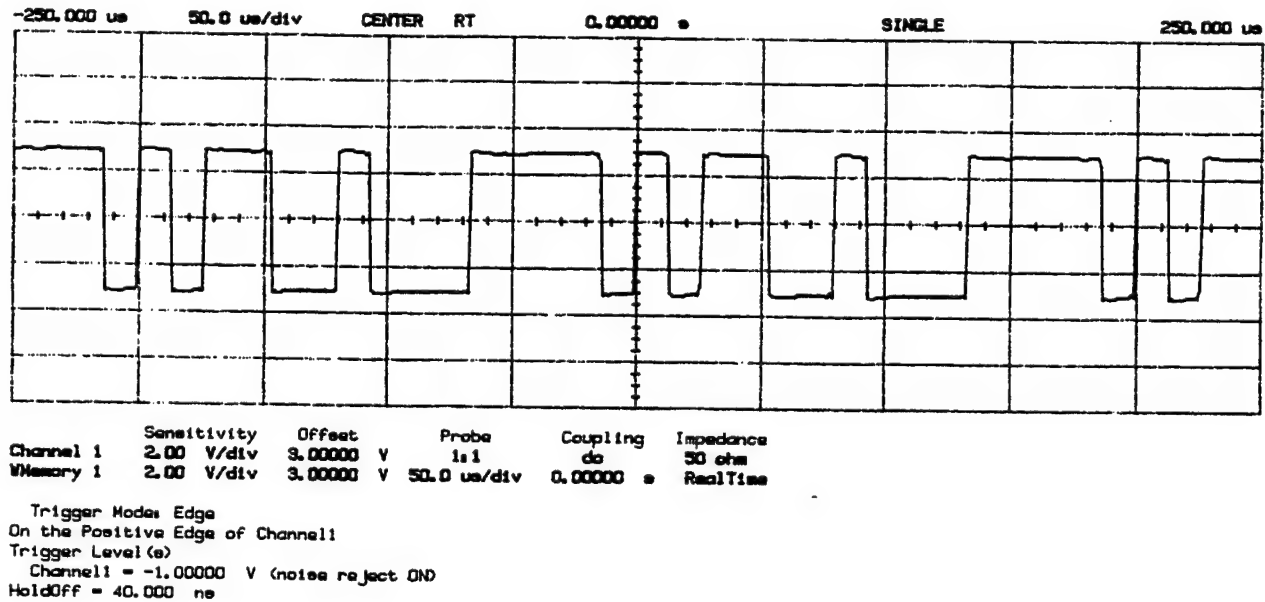 -250.000 us 50.0 us/div CENTER RT 0.00000 s SINGLE 250.000 us
Sensitivity Offset Probe Coupling Impedance
Channel 1 2.00 V/div 3.00000 V 1:1 dc 50 ohm
WMemory 1 2.00 V/div 3.00000 V 50.0 us/div 0.00000 s RealTime
Trigger Mode: Edge
On the Positive Edge of Channel1
Trigger Level(s)
Channel1 = -1.00000 V (noise reject ON)
HoldOff = 40.000 ns